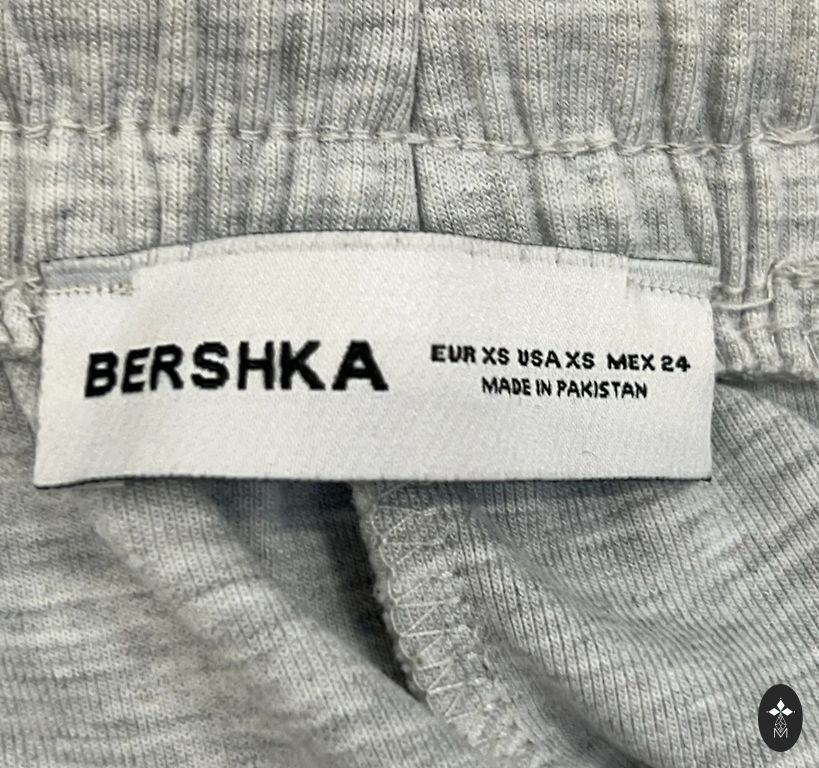 BERSHKA
EUR XS USA XS MEX 24
MADE IN PAKISTAN
M